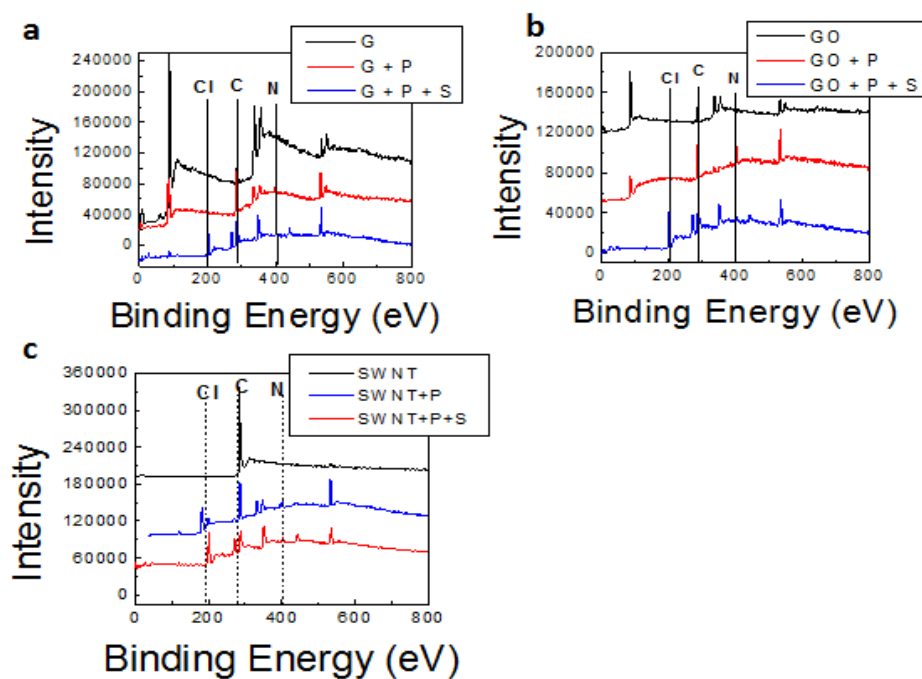 a
G
G + P
G + P + S
Cl C N
240000
200000
160000
120000
80000
40000
0
0 200 400 600 800
Intensity
Binding Energy (eV)
b
GO
GO + P
GO + P + S
Cl C N
200000
160000
120000
80000
40000
0
0 200 400 600 800
Intensity
Binding Energy (eV)
c
SWNT
SWNT+P
SWNT+P+S
Cl C N
360000
300000
240000
180000
120000
60000
0
0 200 400 600 800
Intensity
Binding Energy (eV)